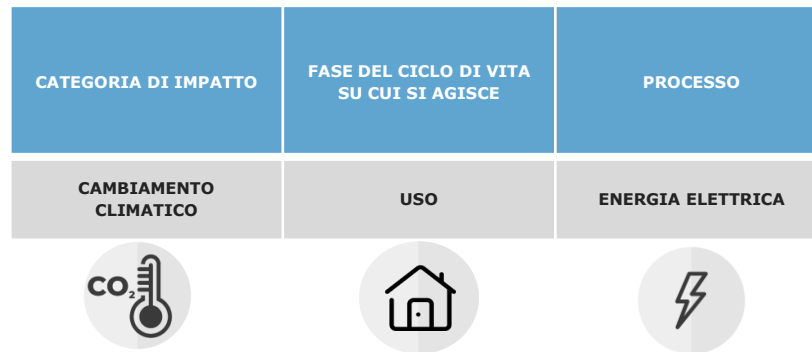 CATEGORIA DI IMPATTO
FASE DEL CICLO DI VITA
SU CUI SI AGISCE
PROCESSO
CAMBIAMENTO
CLIMATICO
USO
ENERGIA ELETTRICA
CO₂